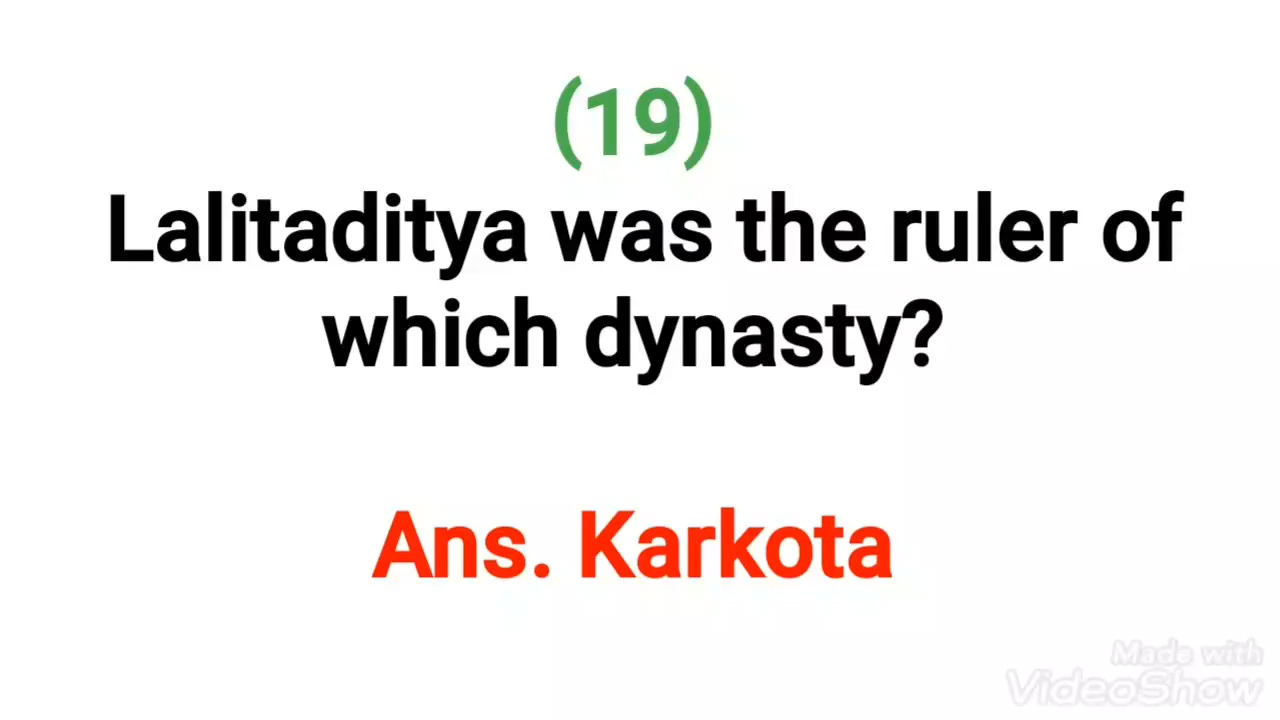 (19)
Lalitaditya was the ruler of
which dynasty?
Ans. Karkota
Made with
VideoShow